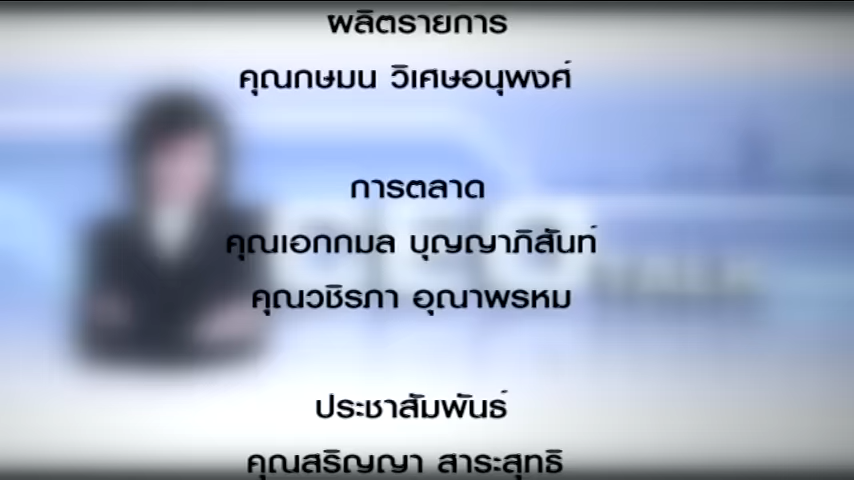 ผลิตรายการ
คุณกษมน วิเศษอนุพงศ์
การตลาด
คุณเอกกมล บุญญาภิสันท์
คุณวชิรภา อุณาพรหม
ประชาสัมพันธ์
คุณสริญญา สาระสุทธิ